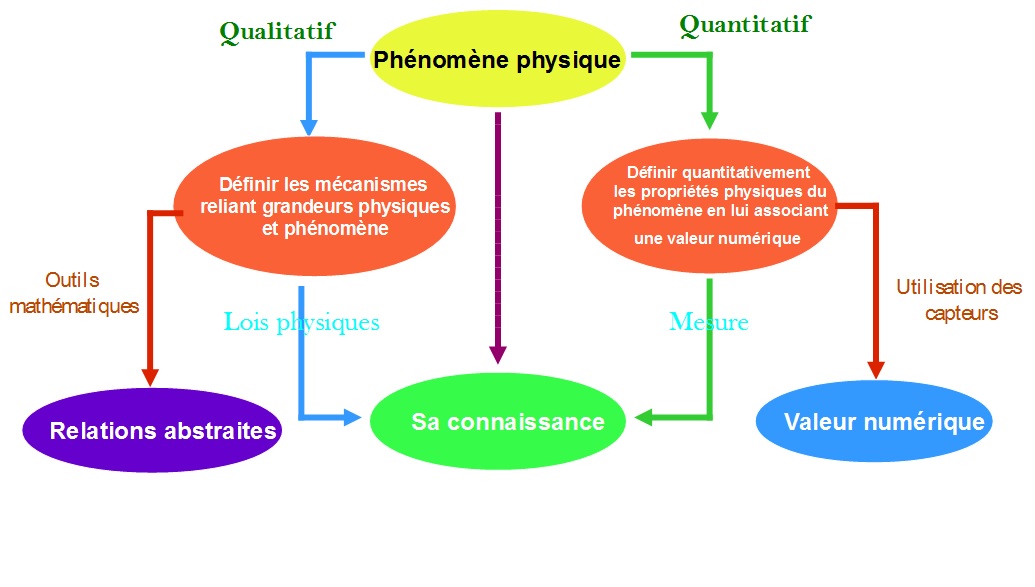 Qualitatif
Quantitatif
Phénomène physique
Définir les mécanismes
reliant grandeurs physiques
et phénomène
Définir quantitativement
les propriétés physiques du
phénomène en lui associant
une valeur numérique
Outils
mathématiques
Lois physiques
Mesure
Utilisation des
capteurs
Relations abstraites
Sa connaissance
Valeur numérique